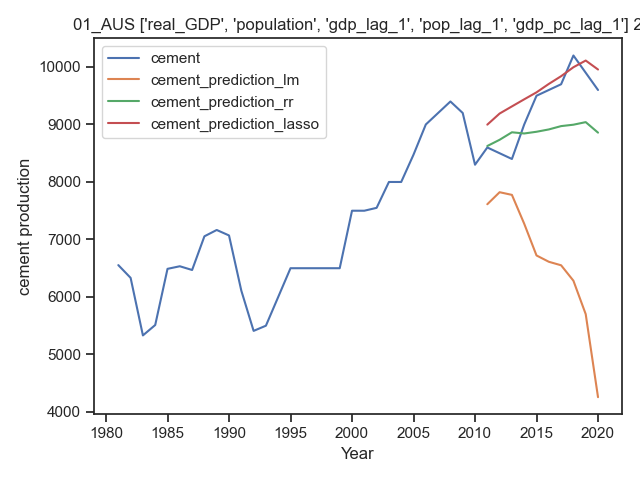 01_AUS ['real_GDP', 'population', 'gdp_lag_1', 'pop_lag_1', 'gdp_pc_lag_1'] 2
cement
cement_prediction_lm
cement_prediction_rr
cement_prediction_lasso
10000
9000
8000
7000
6000
5000
4000
cement production
1980 1985 1990 1995 2000 2005 2010 2015 2020
Year